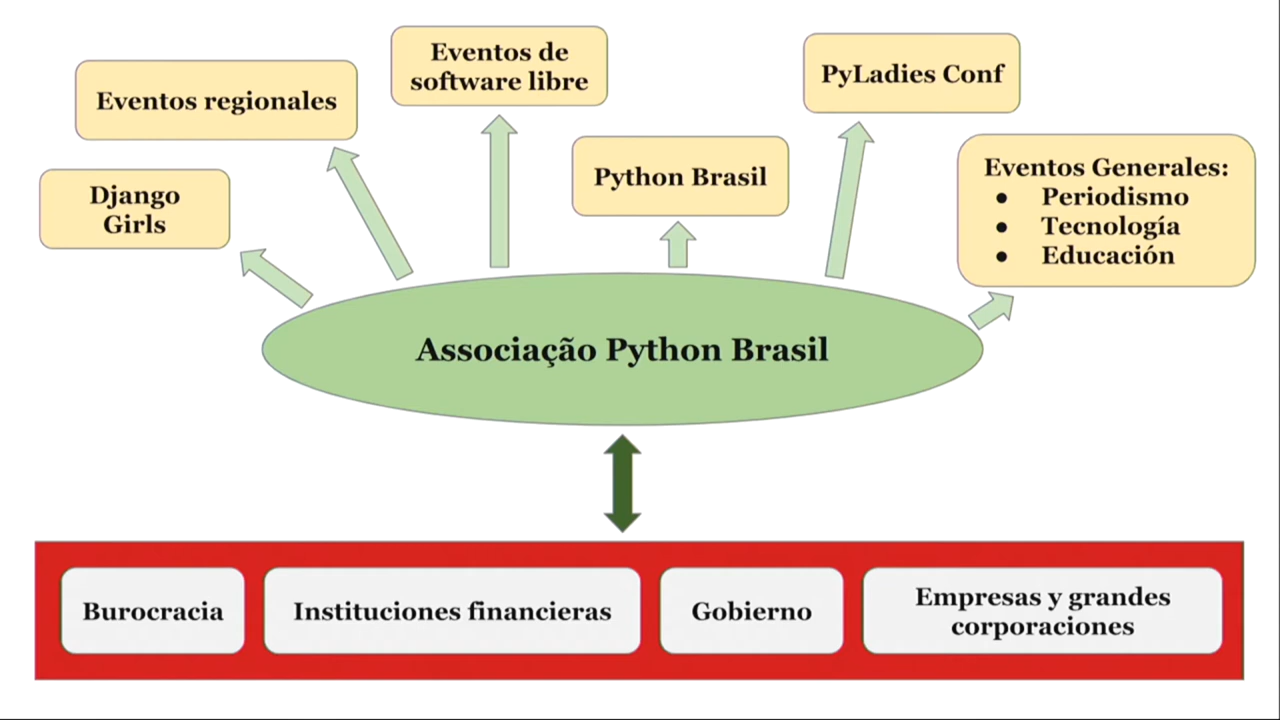 Eventos de
software libre
PyLadies Conf
Eventos regionales
Python Brasil
Eventos Generales:
● Periodismo
● Tecnología
● Educación
Django
Girls
Associação Python Brasil
Burocracia
Instituciones financieras
Gobierno
Empresas y grandes
corporaciones